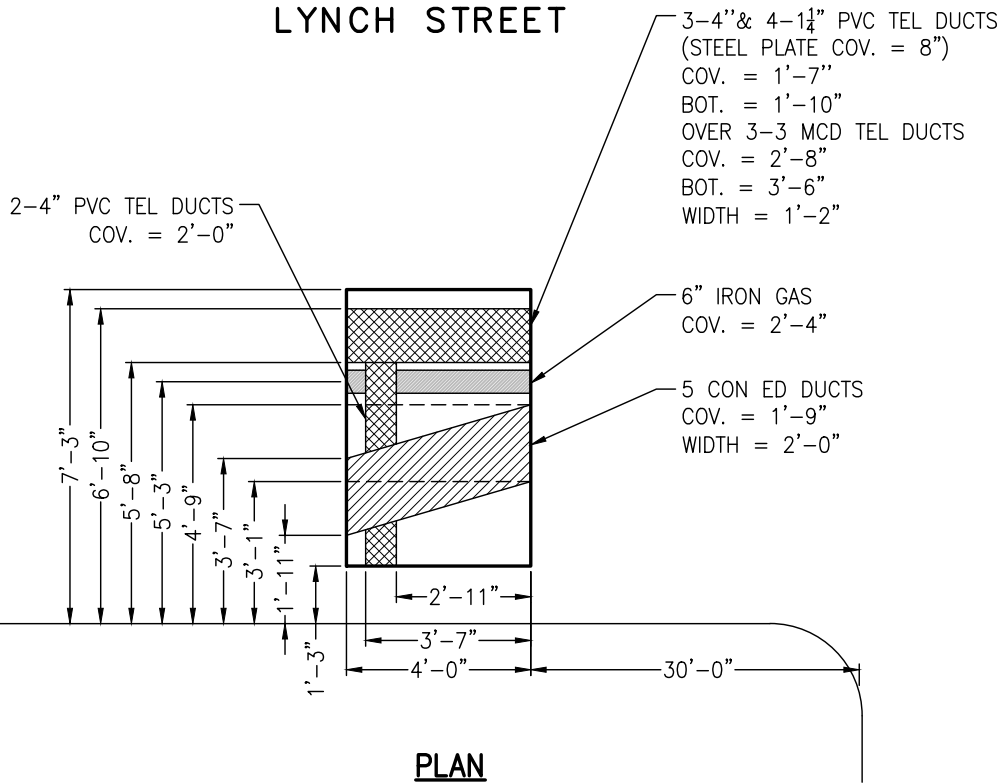 LYNCH STREET
3-4''& 4-1¼" PVC TEL DUCTS
(STEEL PLATE COV. = 8")
COV. = 1'-7''
BOT. = 1'-10"
OVER 3-3 MCD TEL DUCTS
COV. = 2'-8"
BOT. = 3'-6"
WIDTH = 1'-2"
2-4" PVC TEL DUCTS
COV. = 2'-0"
6" IRON GAS
COV. = 2'-4"
5 CON ED DUCTS
COV. = 1'-9"
WIDTH = 2'-0"
7'-3"
6'-10"
5'-8"
5'-3"
4'-9"
3'-7"
3'-1"
1'-11"
1'-3"
2'-11"
3'-7"
4'-0"
30'-0"
PLAN